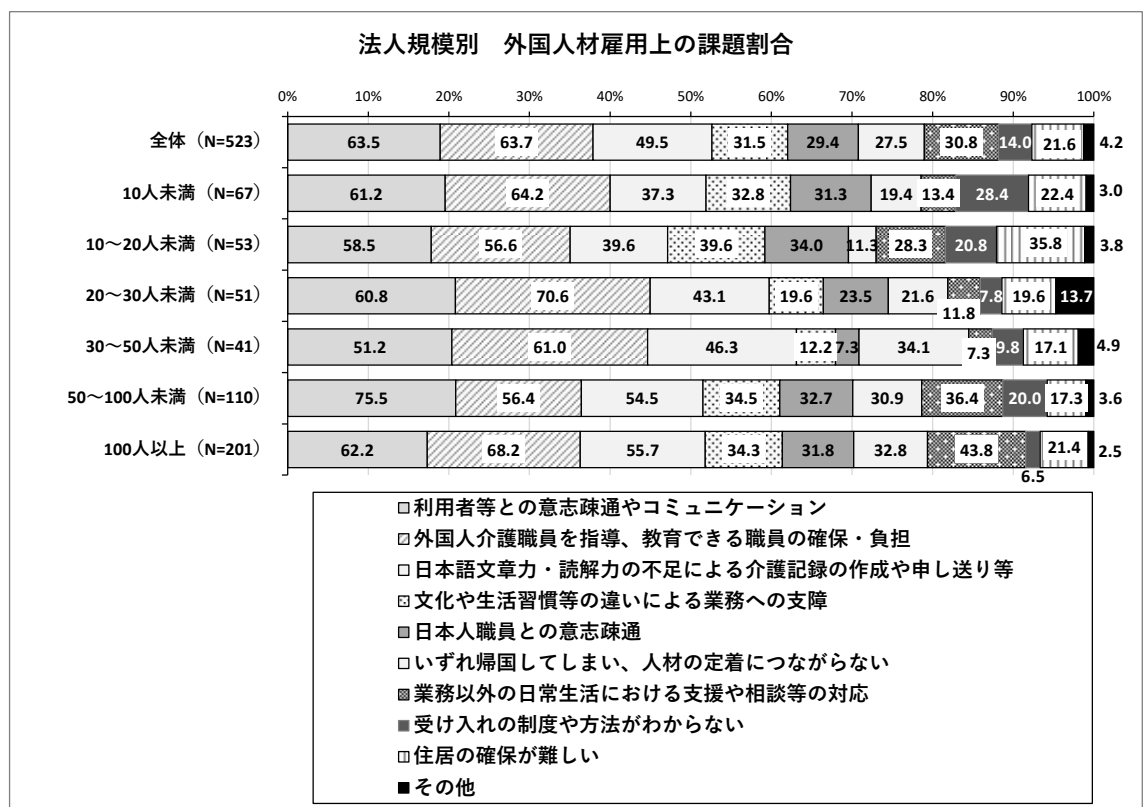 法人規模別　外国人材雇用上の課題割合
0% 10% 20% 30% 40% 50% 60% 70% 80% 90% 100%
全体（N=523） 63.5 63.7 49.5 31.5 29.4 27.5 30.8 14.0 21.6 4.2
10人未満（N=67） 61.2 64.2 37.3 32.8 31.3 19.4 13.4 28.4 22.4 3.0
10～20人未満（N=53） 58.5 56.6 39.6 39.6 34.0 11.3 28.3 20.8 35.8 3.8
20～30人未満（N=51） 60.8 70.6 43.1 19.6 23.5 21.6 11.8 7.8 19.6 13.7
30～50人未満（N=41） 51.2 61.0 46.3 12.2 7.3 34.1 7.3 9.8 17.1 4.9
50～100人未満（N=110） 75.5 56.4 54.5 34.5 32.7 30.9 36.4 20.0 17.3 3.6
100人以上（N=201） 62.2 68.2 55.7 34.3 31.8 32.8 43.8 6.5 21.4 2.5
利用者等との意志疎通やコミュニケーション
外国人介護職員を指導、教育できる職員の確保・負担
日本語文章力・読解力の不足による介護記録の作成や申し送り等
文化や生活習慣等の違いによる業務への支障
日本人職員との意志疎通
いずれ帰国してしまい、人材の定着につながらない
業務以外の日常生活における支援や相談等の対応
受け入れの制度や方法がわからない
住居の確保が難しい
その他